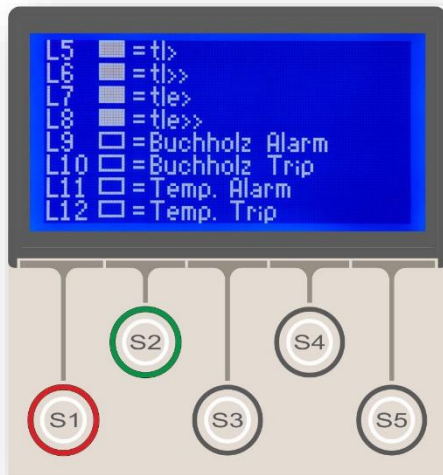 L5 = tI>
L6 = tI>>
L7 = tIe>
L8 = tIe>>
L9 = Buchholz Alarm
L10 = Buchholz Trip
L11 = Temp. Alarm
L12 = Temp. Trip
S2
S4
S1
S3
S5